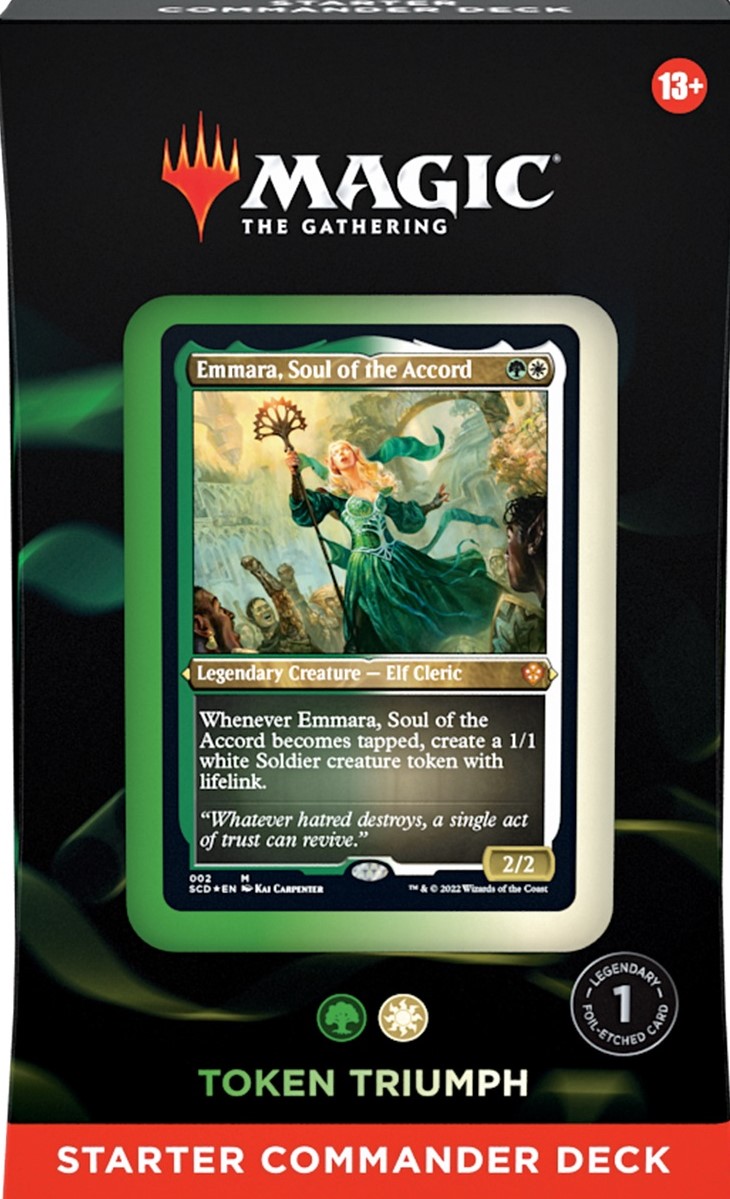 STARTER
COMMANDER DECK
13+
MAGIC
THE GATHERING
Emmara, Soul of the Accord
Legendary Creature — Elf Cleric
Whenever Emmara, Soul of the
Accord becomes tapped, create a 1/1
white Soldier creature token with
lifelink.
“Whatever hatred destroys, a single act
of trust can revive.”
2/2
002 M
SCD★EN Kai Carpenter
™ & © 2022 Wizards of the Coast
LEGENDARY
1
FOIL-ETCHED CARD
TOKEN TRIUMPH
STARTER COMMANDER DECK